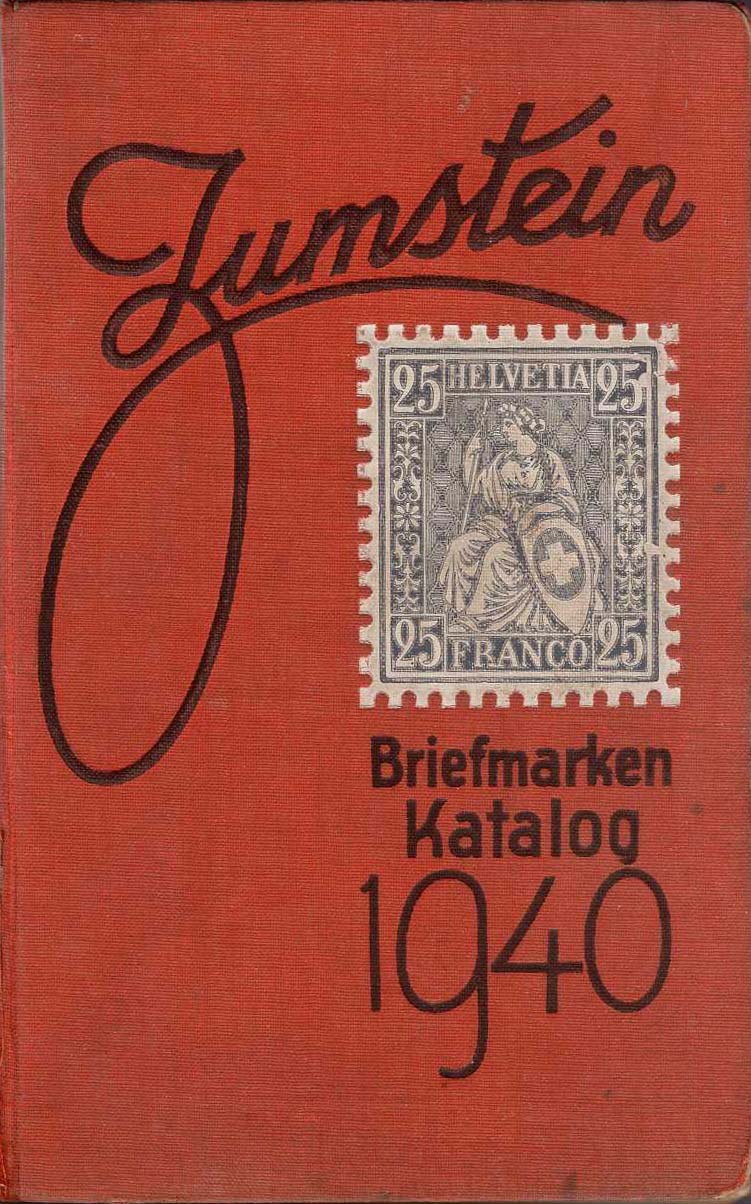 Zumstein
25 HELVETIA 25
25 FRANCO 25
Briefmarken
Katalog
1940